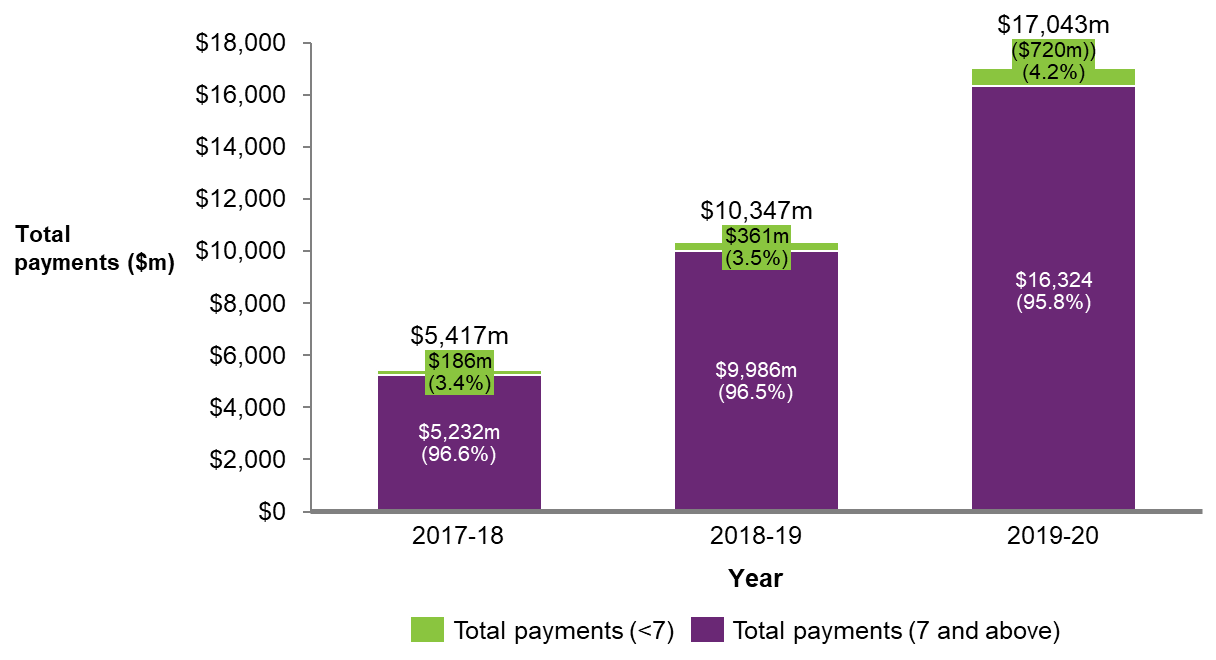 $17,043m
$18,000
($720m))
(4.2%)
$16,000
$14,000
$12,000
$10,347m
Total
payments ($m)
$10,000
$361m
(3.5%)
$16,324
(95.8%)
$8,000
$5,417m
$6,000
$186m
(3.4%)
$9,986m
(96.5%)
$4,000
$5,232m
(96.6%)
$2,000
$0
2017-18
2018-19
2019-20
Year
Total payments (<7)
Total payments (7 and above)